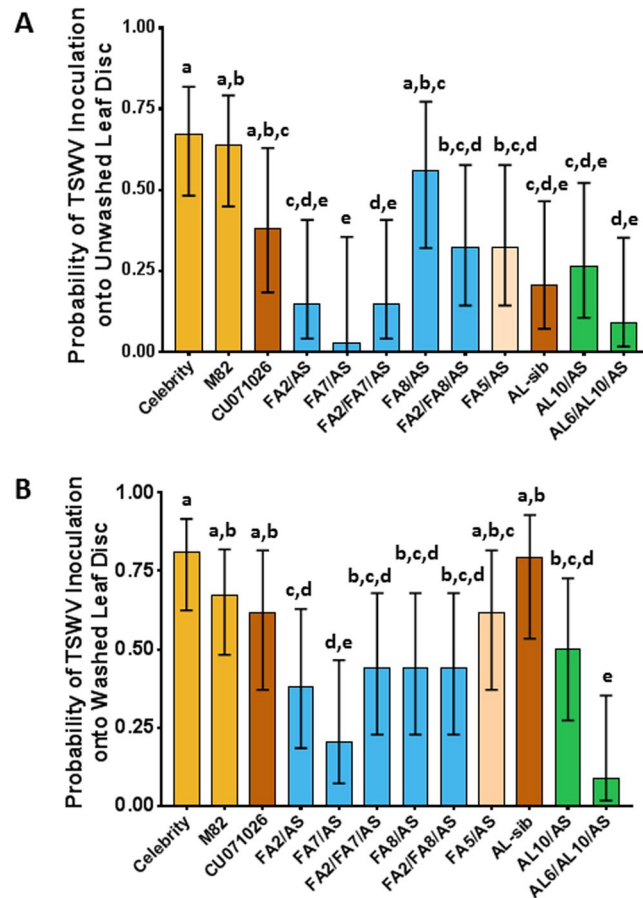 A
Probability of TSWV Inoculation
onto Unwashed Leaf Disc
1.00
0.75
0.50
0.25
0.00
a
a,b
a,b,c
c,d,e
e
d,e
a,b,c
b,c,d
b,c,d
c,d,e
c,d,e
d,e
Celebrity
M82
CU071026
FA2/AS
FA7/AS
FA2/FA7/AS
FA8/AS
FA2/FA8/AS
FA5/AS
AL-sib
AL10/AS
AL6/AL10/AS
B
Probability of TSWV Inoculation
onto Washed Leaf Disc
1.00
0.75
0.50
0.25
0.00
a
a,b
a,b
c,d
d,e
b,c,d
b,c,d
b,c,d
a,b,c
a,b
b,c,d
e
Celebrity
M82
CU071026
FA2/AS
FA7/AS
FA2/FA7/AS
FA8/AS
FA2/FA8/AS
FA5/AS
AL-sib
AL10/AS
AL6/AL10/AS